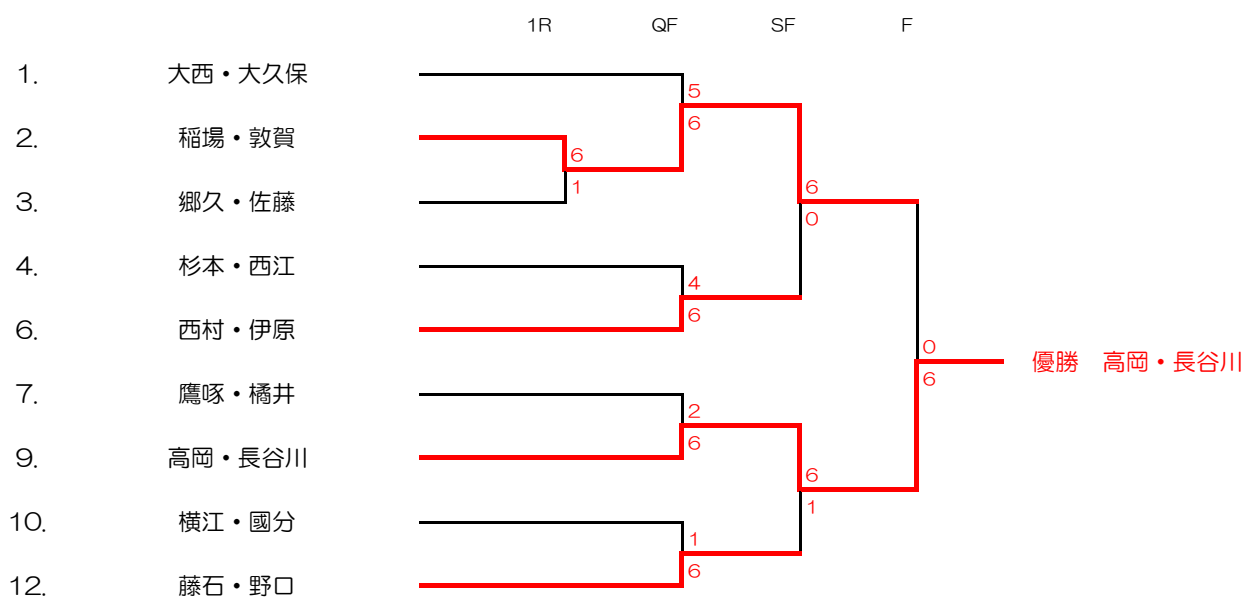 1R QF SF F
1. 大西・大久保
5
2. 稲場・敦賀
6
6
1
3. 郷久・佐藤
6
0
4. 杉本・西江
4
6
6. 西村・伊原
0
優勝 高岡・長谷川
6
7. 鷹啄・橘井
2
6
9. 高岡・長谷川
6
1
10. 横江・國分
1
6
12. 藤石・野口